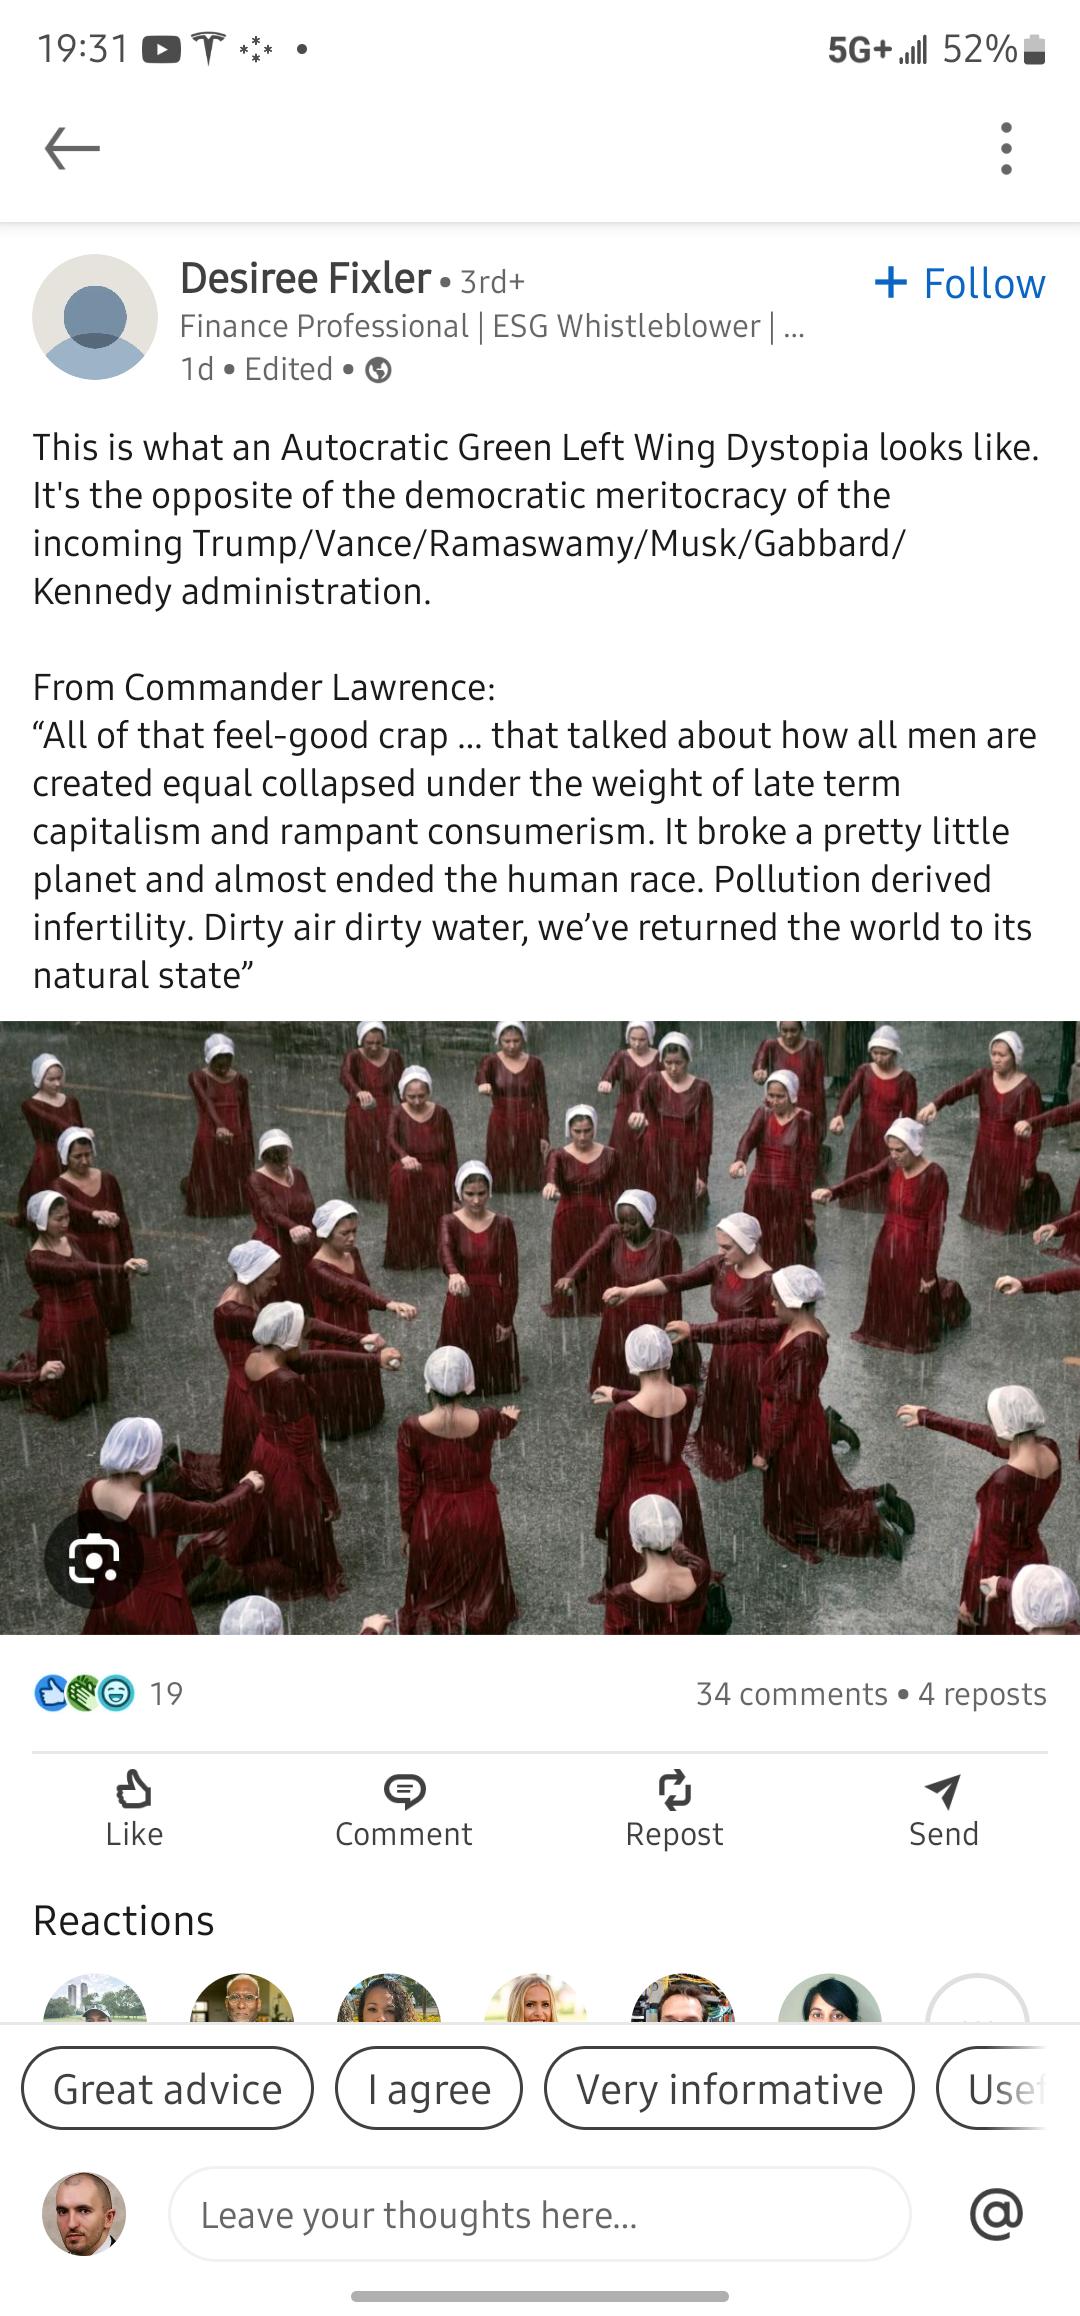 19:31
5G+ 52%
Desiree Fixler • 3rd+
+ Follow
Finance Professional | ESG Whistleblower | ...
1d • Edited •
This is what an Autocratic Green Left Wing Dystopia looks like.
It's the opposite of the democratic meritocracy of the
incoming Trump/Vance/Ramaswamy/Musk/Gabbard/
Kennedy administration.
From Commander Lawrence:
“All of that feel-good crap ... that talked about how all men are
created equal collapsed under the weight of late term
capitalism and rampant consumerism. It broke a pretty little
planet and almost ended the human race. Pollution derived
infertility. Dirty air dirty water, we’ve returned the world to its
natural state”
19
34 comments • 4 reposts
Like Comment Repost Send
Reactions
Great advice I agree Very informative
Leave your thoughts here... @